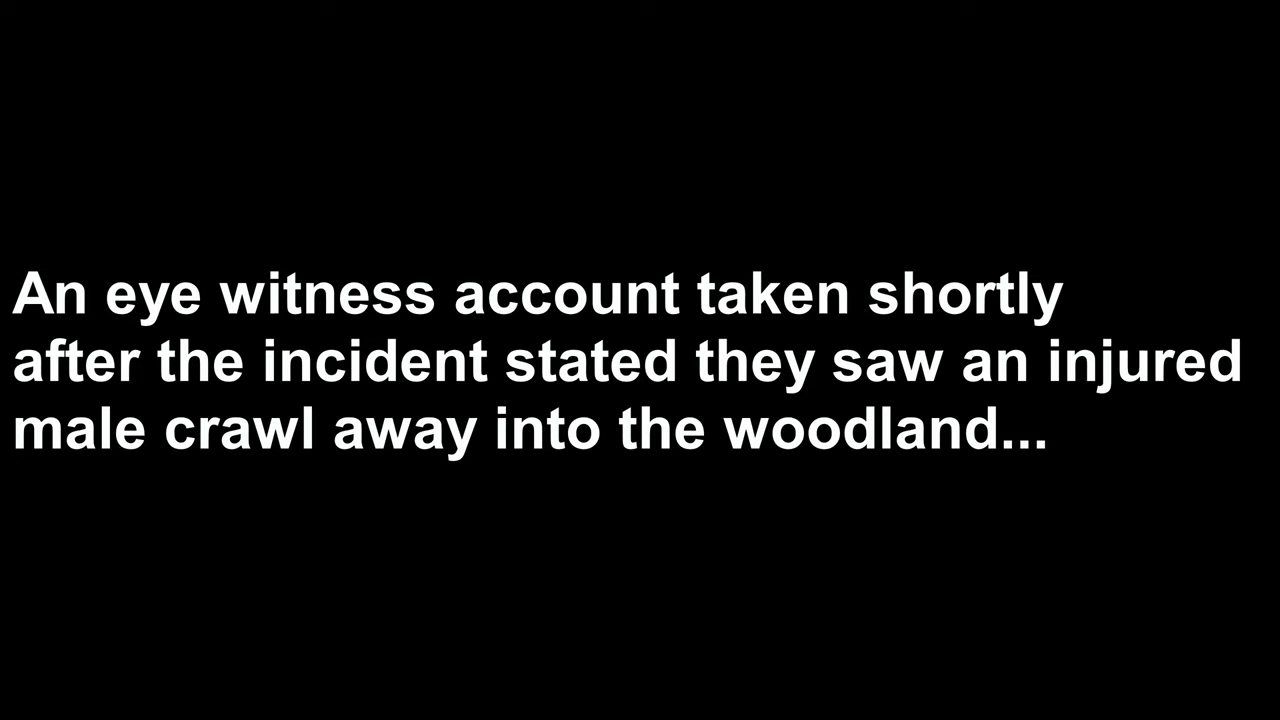 An eye witness account taken shortly
after the incident stated they saw an injured
male crawl away into the woodland...